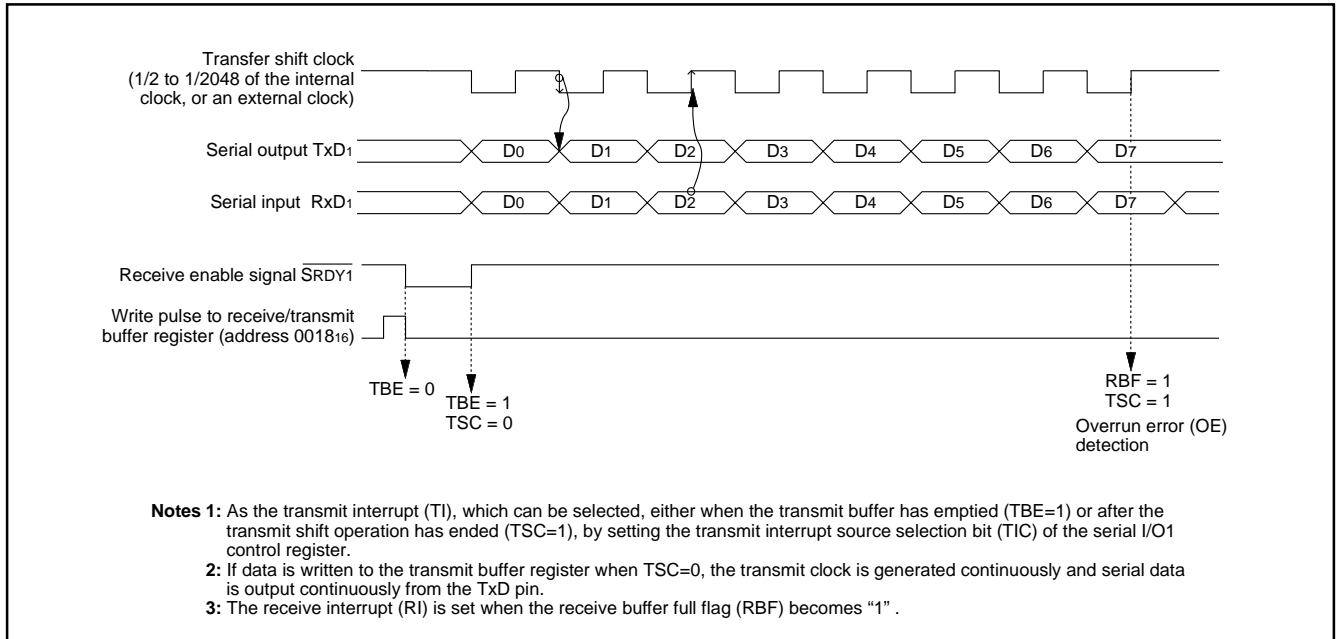 Transfer shift clock
(1/2 to 1/2048 of the internal
clock, or an external clock)
Serial output TxD1
D0 D1 D2 D3 D4 D5 D6 D7
Serial input RxD1
D0 D1 D2 D3 D4 D5 D6 D7
Receive enable signal SRDY1
Write pulse to receive/transmit
buffer register (address 001816)
TBE = 0
TBE = 1
TSC = 0
RBF = 1
TSC = 1
Overrun error (OE)
detection
Notes 1: As the transmit interrupt (TI), which can be selected, either when the transmit buffer has emptied (TBE=1) or after the
transmit shift operation has ended (TSC=1), by setting the transmit interrupt source selection bit (TIC) of the serial I/O1
control register.
2: If data is written to the transmit buffer register when TSC=0, the transmit clock is generated continuously and serial data
is output continuously from the TxD pin.
3: The receive interrupt (RI) is set when the receive buffer full flag (RBF) becomes “1” .